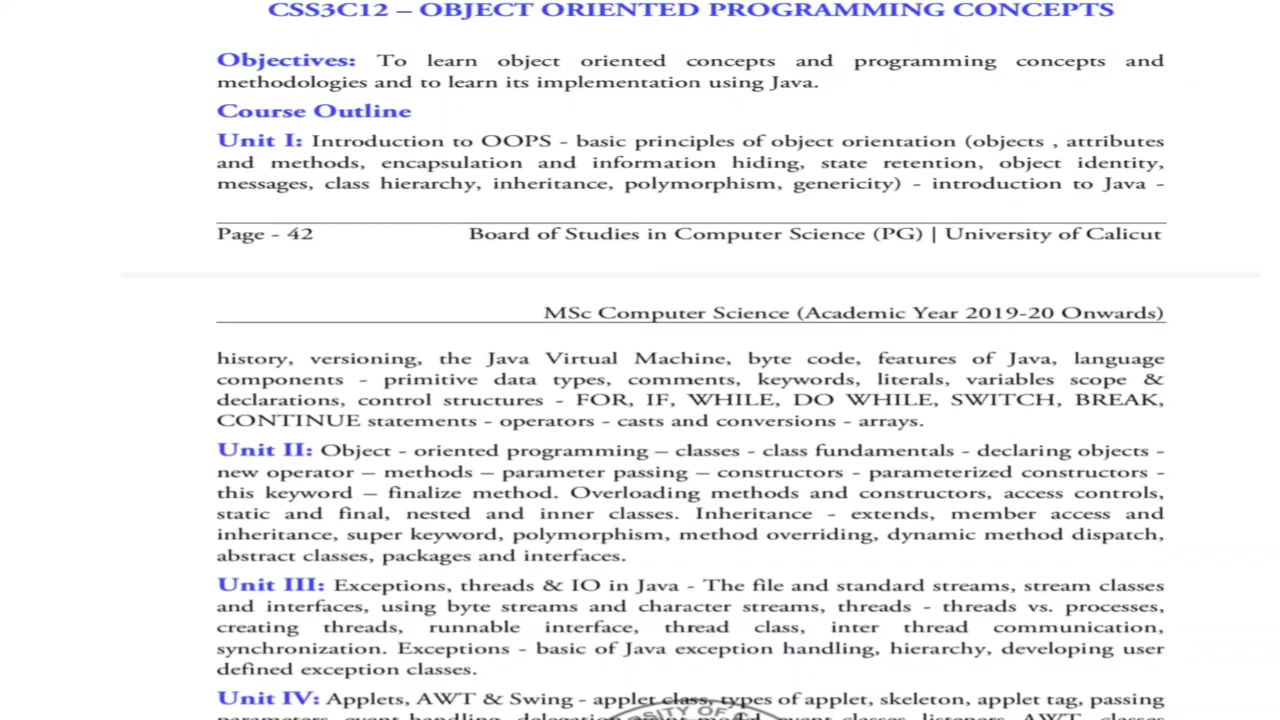 CSS3C12 – OBJECT ORIENTED PROGRAMMING CONCEPTS
Objectives: To learn object oriented concepts and programming concepts and
methodologies and to learn its implementation using Java.
Course Outline
Unit I: Introduction to OOPS - basic principles of object orientation (objects , attributes
and methods, encapsulation and information hiding, state retention, object identity,
messages, class hierarchy, inheritance, polymorphism, genericity) - introduction to Java -
Page - 42 Board of Studies in Computer Science (PG) | University of Calicut
MSc Computer Science (Academic Year 2019-20 Onwards)
history, versioning, the Java Virtual Machine, byte code, features of Java, language
components - primitive data types, comments, keywords, literals, variables scope &
declarations, control structures - FOR, IF, WHILE, DO WHILE, SWITCH, BREAK,
CONTINUE statements - operators - casts and conversions - arrays.
Unit II: Object - oriented programming – classes - class fundamentals - declaring objects -
new operator – methods – parameter passing – constructors - parameterized constructors -
this keyword – finalize method. Overloading methods and constructors, access controls,
static and final, nested and inner classes. Inheritance - extends, member access and
inheritance, super keyword, polymorphism, method overriding, dynamic method dispatch,
abstract classes, packages and interfaces.
Unit III: Exceptions, threads & IO in Java - The file and standard streams, stream classes
and interfaces, using byte streams and character streams, threads - threads vs. processes,
creating threads, runnable interface, thread class, inter thread communication,
synchronization. Exceptions - basic of Java exception handling, hierarchy, developing user
defined exception classes.
Unit IV: Applets, AWT & Swing - applet class, types of applet, skeleton, applet tag, passing